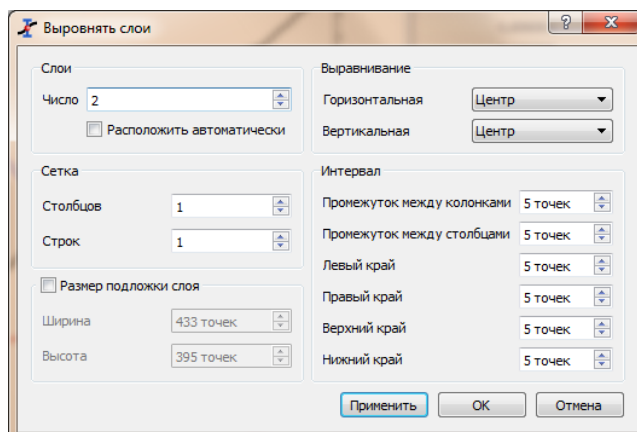 Выровнять слои
Слои
Число 2
Расположить автоматически
Сетка
Столбцов 1
Строк 1
Размер подложки слоя
Ширина 433 точек
Высота 395 точек
Выравнивание
Горизонтальная Центр
Вертикальная Центр
Интервал
Промежуток между колонками 5 точек
Промежуток между столбцами 5 точек
Левый край 5 точек
Правый край 5 точек
Верхний край 5 точек
Нижний край 5 точек
Применить OK Отмена